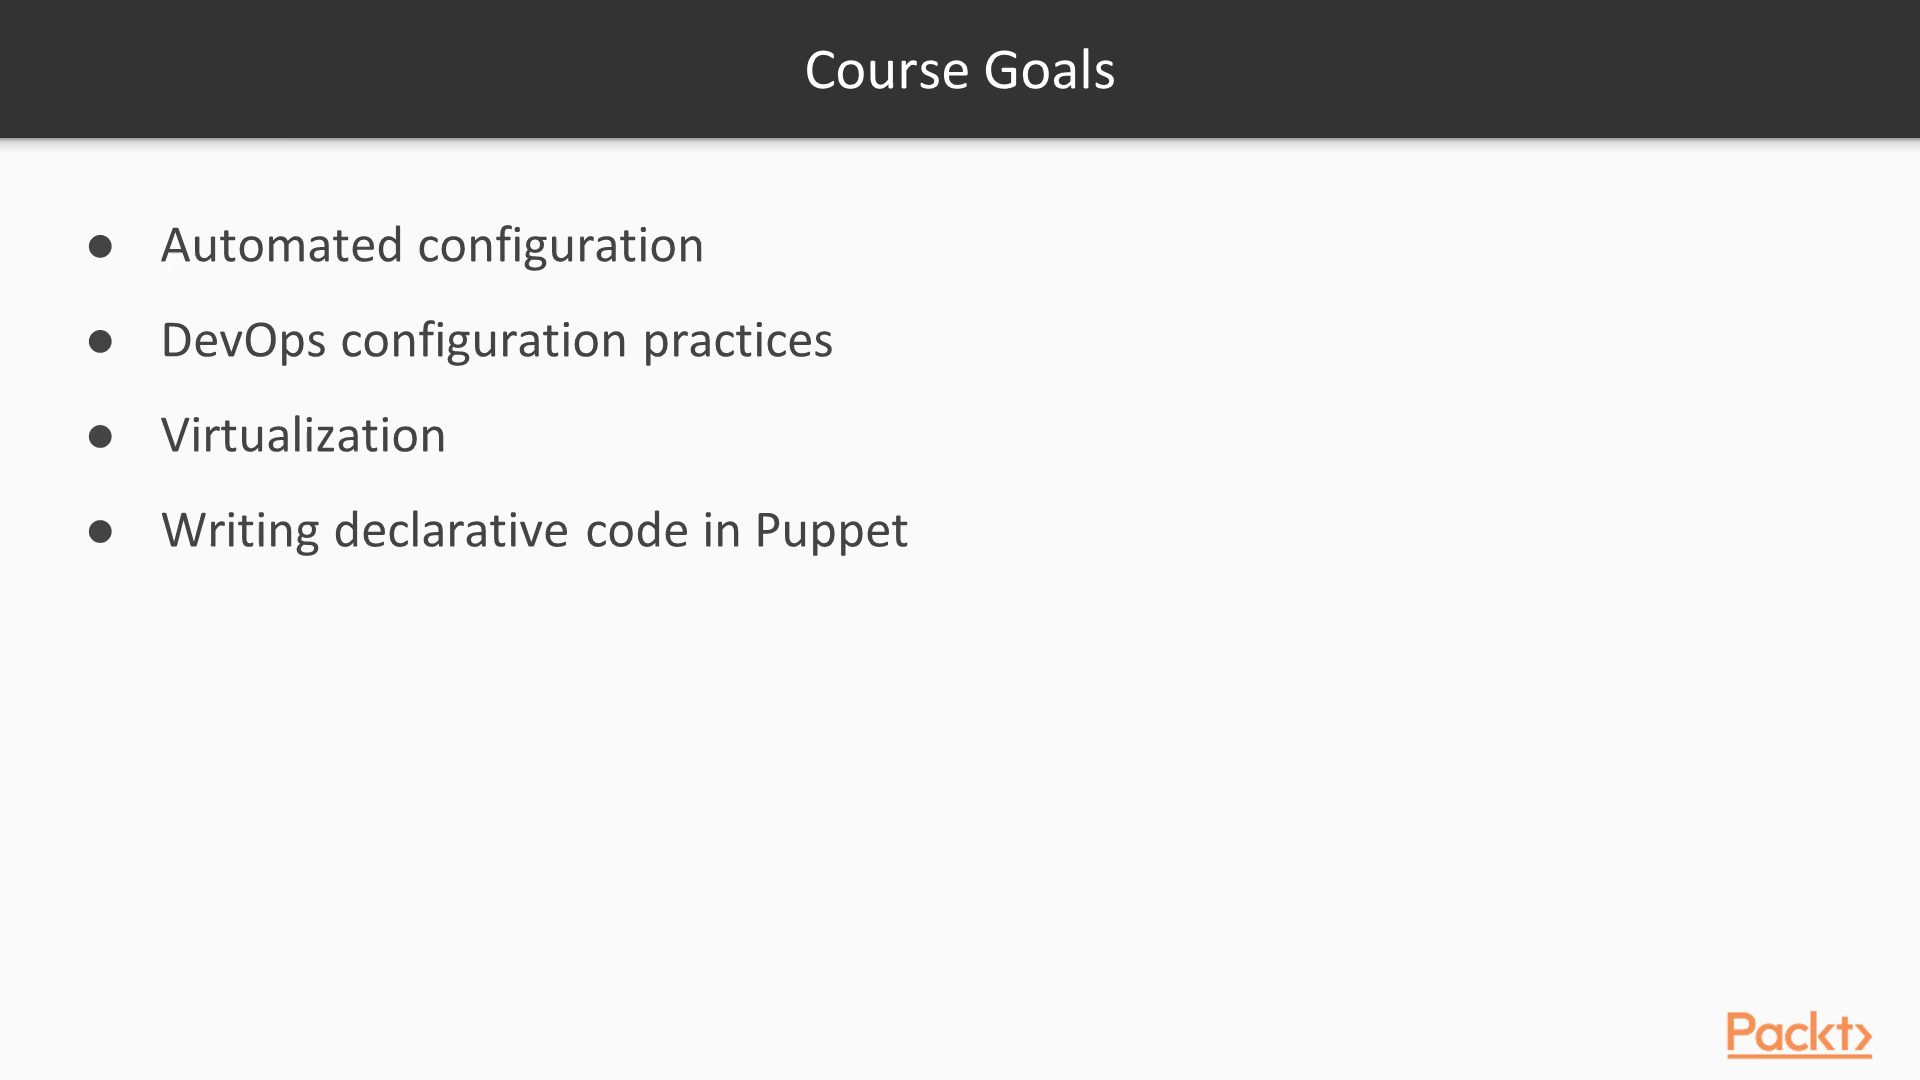 Course Goals
● Automated configuration
● DevOps configuration practices
● Virtualization
● Writing declarative code in Puppet
Packt>